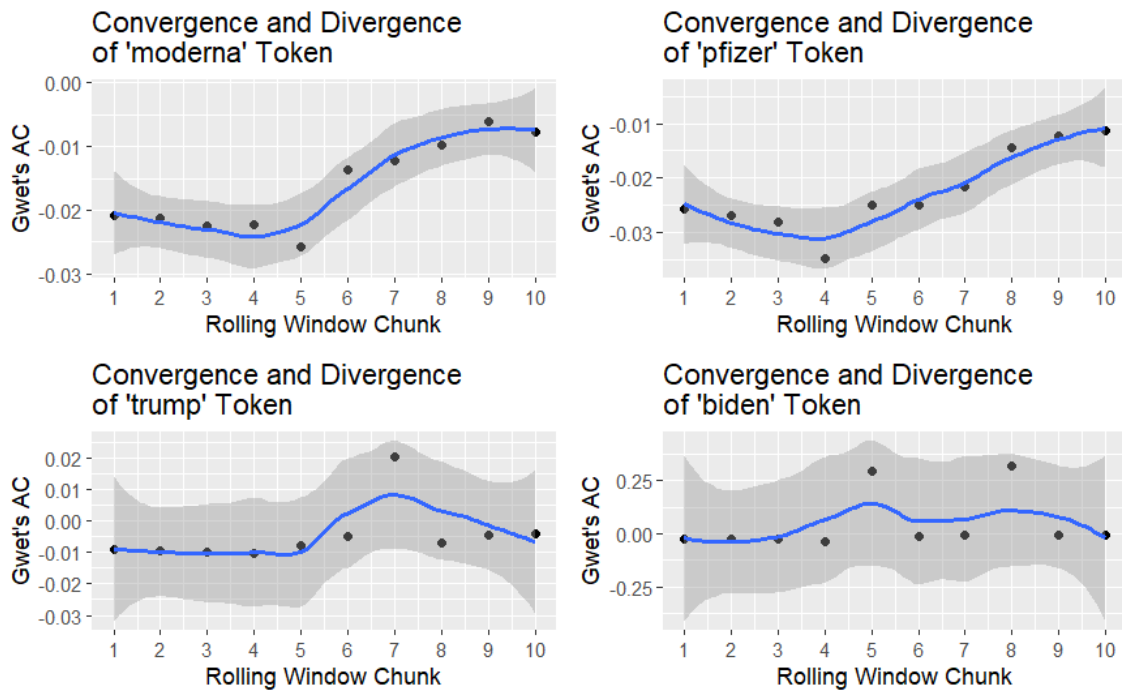 Convergence and Divergence
of 'moderna' Token
0.00
-0.01
-0.02
-0.03
Gwet's AC
1 2 3 4 5 6 7 8 9 10
Rolling Window Chunk
Convergence and Divergence
of 'pfizer' Token
-0.01
-0.02
-0.03
Gwet's AC
1 2 3 4 5 6 7 8 9 10
Rolling Window Chunk
Convergence and Divergence
of 'trump' Token
0.02
0.01
0.00
-0.01
-0.02
-0.03
Gwet's AC
1 2 3 4 5 6 7 8 9 10
Rolling Window Chunk
Convergence and Divergence
of 'biden' Token
0.25
0.00
-0.25
Gwet's AC
1 2 3 4 5 6 7 8 9 10
Rolling Window Chunk